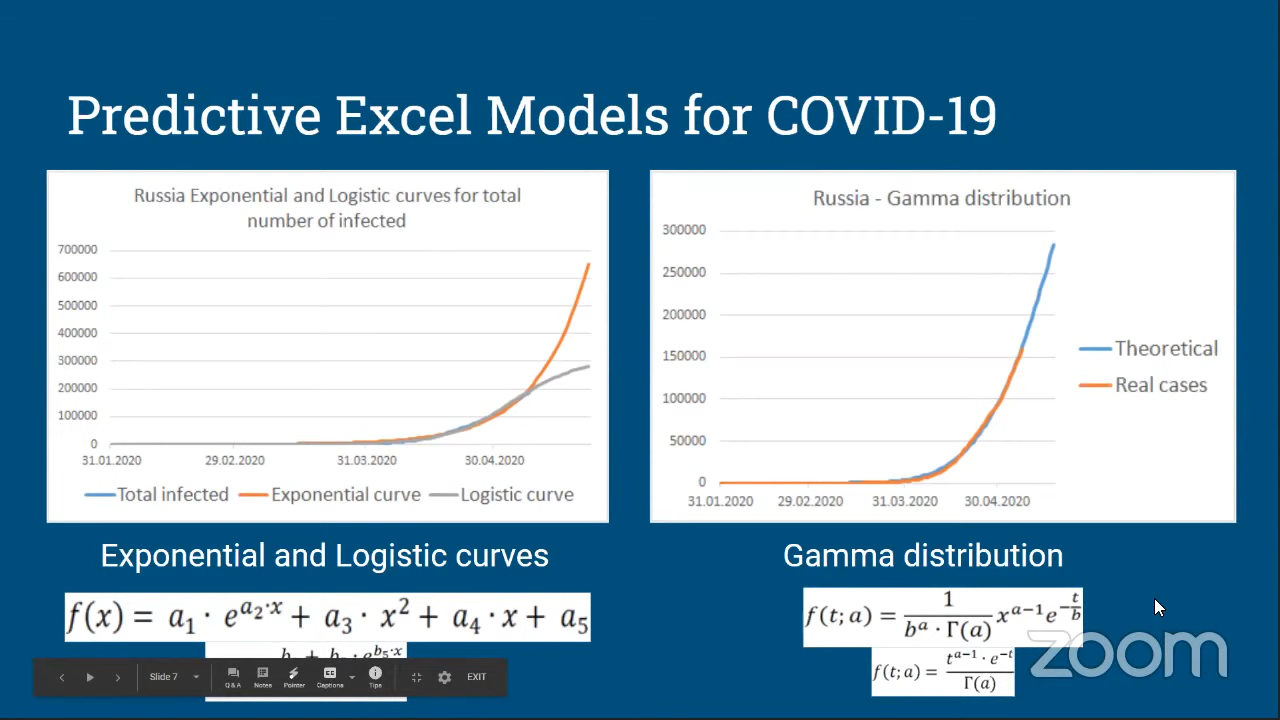 Predictive Excel Models for COVID-19
Russia Exponential and Logistic curves for total
number of infected
700000
600000
500000
400000
300000
200000
100000
0
31.01.2020 29.02.2020 31.03.2020 30.04.2020
Total infected Exponential curve Logistic curve
Russia - Gamma distribution
300000
250000
200000
150000
100000
50000
0
31.01.2020 29.02.2020 31.03.2020 30.04.2020
Theoretical
Real cases
Exponential and Logistic curves
f(x) = a₁ · e^{a₂·x} + a₃ · x² + a₄ · x + a₅
Gamma distribution
f(t; a) = \frac{1}{b^a · Γ(a)} x^{a−1} e^{−\frac{t}{b}}
f(t; a) = \frac{t^{a−1} · e^{−t}}{Γ(a)}
Slide 7
Q&A Notes Pointer Captions Tips EXIT
zoom